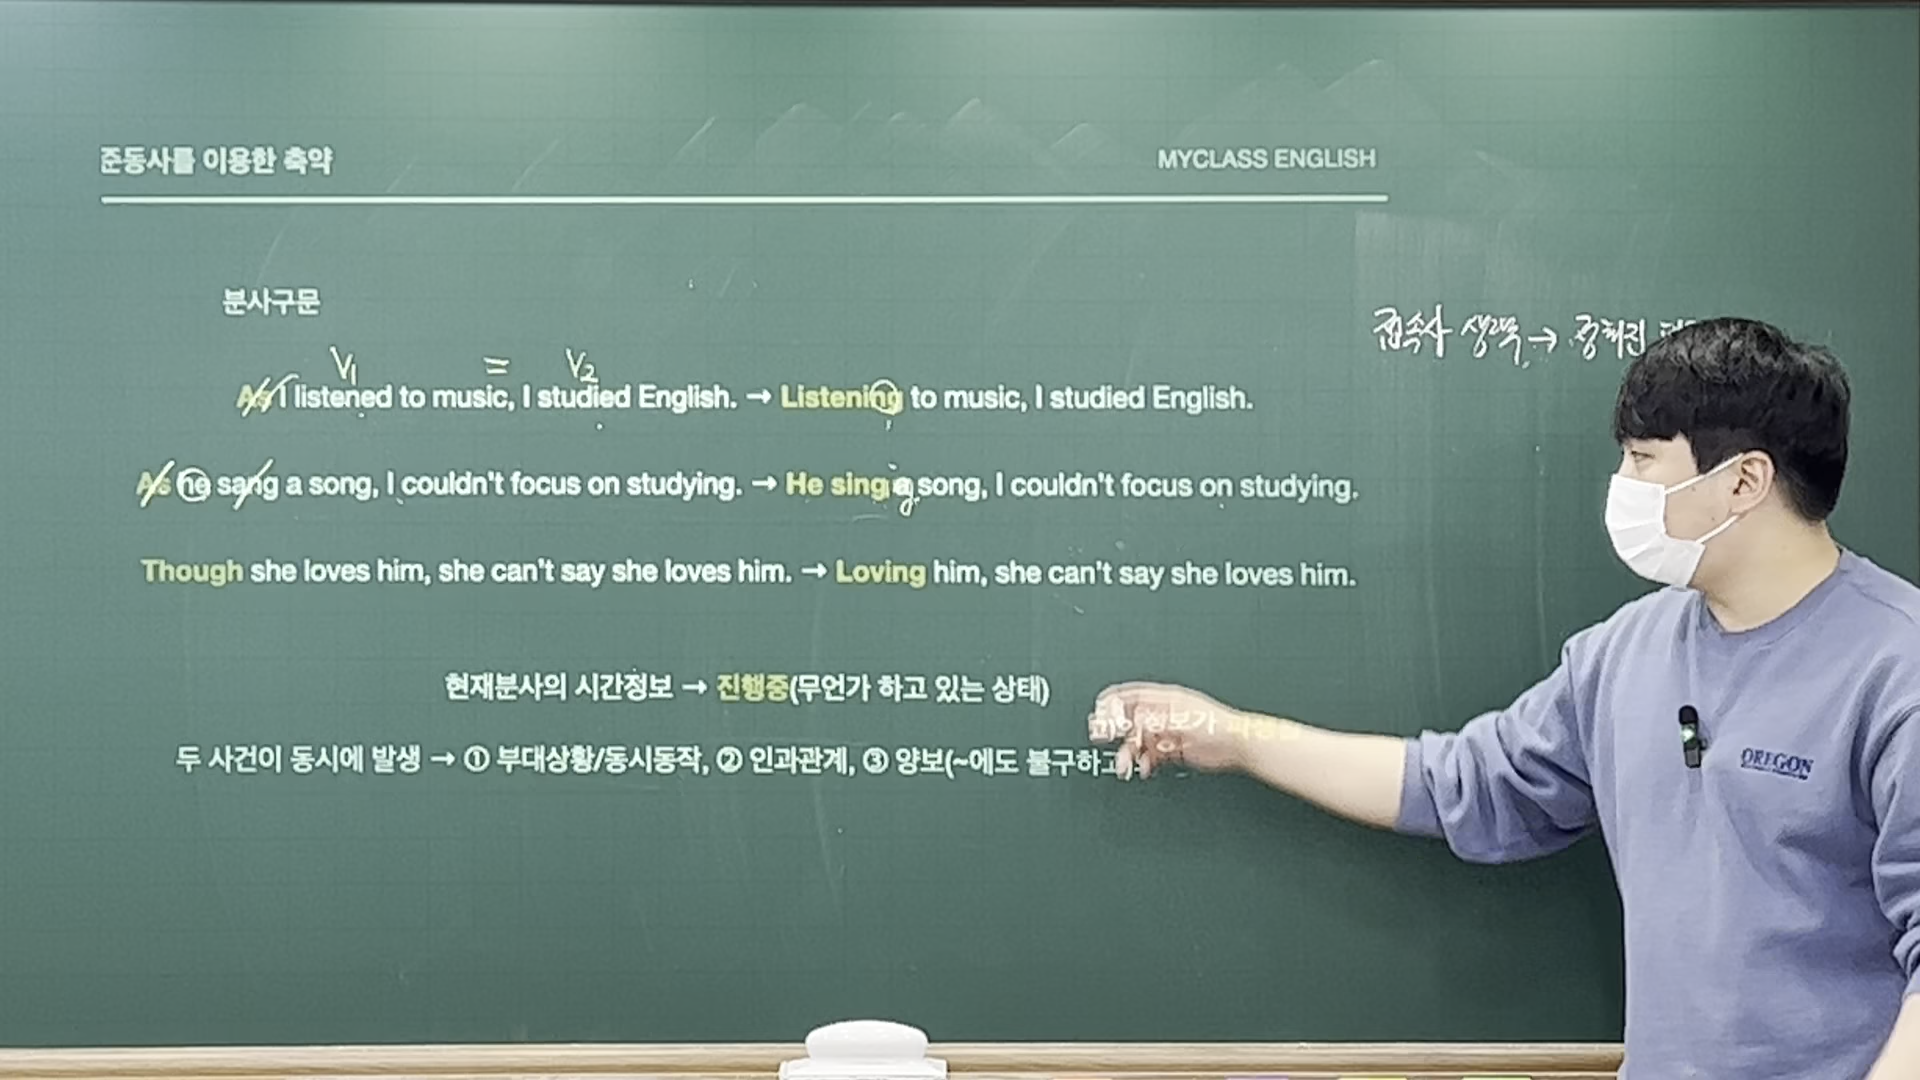 준동사를 이용한 축약
MYCLASS ENGLISH
분사구문
접속사 생략 →
V1 = V2
As I listened to music, I studied English. → Listening to music, I studied English.
As he sang a song, I couldn't focus on studying. → He sing a song, I couldn't focus on studying.
Though she loves him, she can't say she loves him. → Loving him, she can't say she loves him.
현재분사의 시간정보 → 진행중(무언가 하고 있는 상태)
두 사건이 동시에 발생 → ① 부대상황/동시동작, ② 인과관계, ③ 양보(~에도 불구하고
OREGON